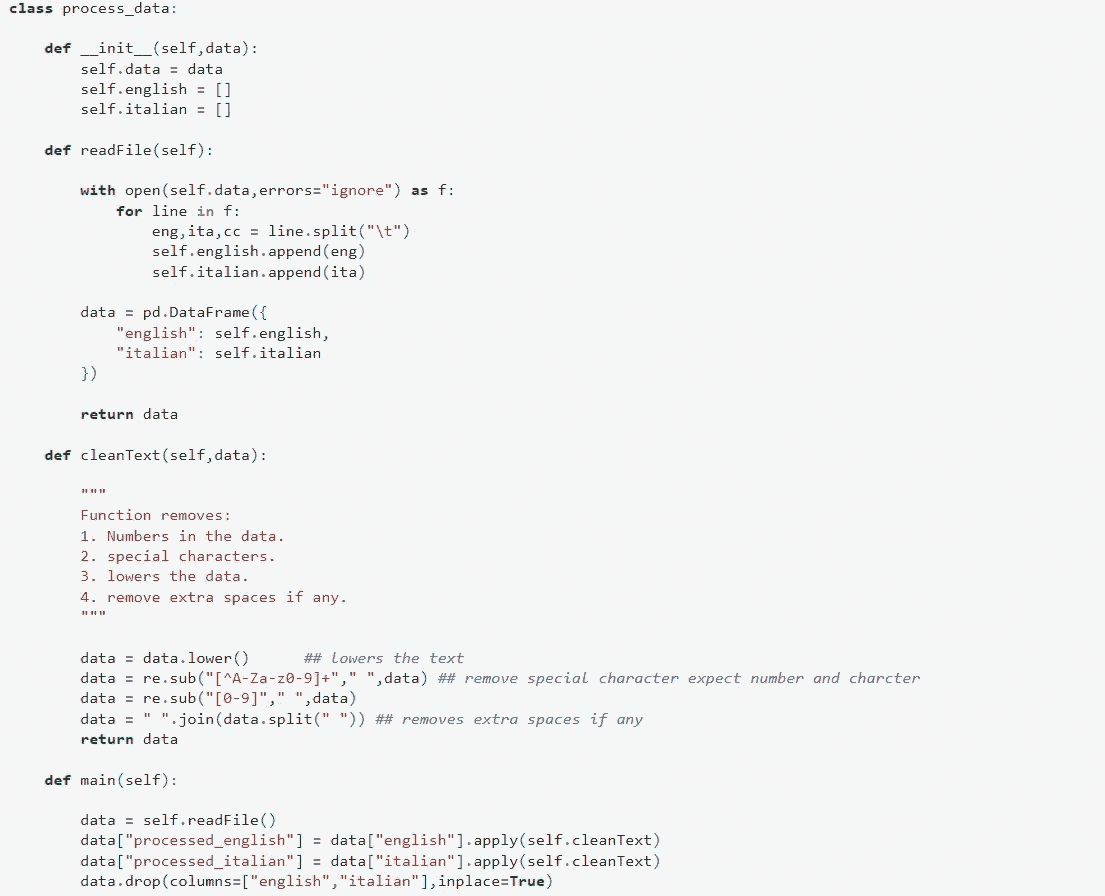 class process_data:
    def __init__(self,data):
        self.data = data
        self.english = []
        self.italian = []
    def readFile(self):
        with open(self.data,errors="ignore") as f:
            for line in f:
                eng,ita,cc = line.split("\t")
                self.english.append(eng)
                self.italian.append(ita)
        data = pd.DataFrame({
            "english": self.english,
            "italian": self.italian
        })
        return data
    def cleanText(self,data):
        """
        Function removes:
        1. Numbers in the data.
        2. special characters.
        3. lowers the data.
        4. remove extra spaces if any.
        """
        data = data.lower()      ## lowers the text
        data = re.sub("[^A-Za-z0-9]+"," ",data) ## remove special character expect number and charcter
        data = re.sub("[0-9]"," ",data)
        data = " ".join(data.split(" ")) ## removes extra spaces if any
        return data
    def main(self):
        data = self.readFile()
        data["processed_english"] = data["english"].apply(self.cleanText)
        data["processed_italian"] = data["italian"].apply(self.cleanText)
        data.drop(columns=["english","italian"],inplace=True)